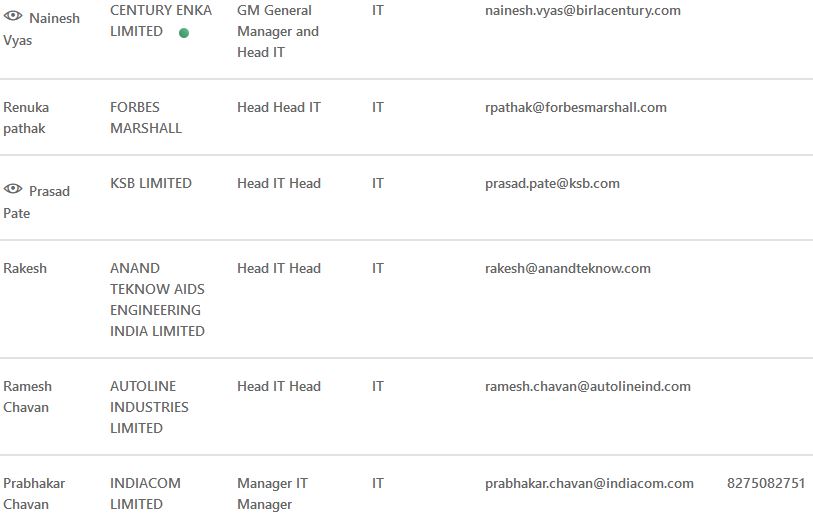 Nainesh Vyas CENTURY ENKA LIMITED GM General Manager and Head IT IT nainesh.vyas@birlacentury.com
Renuka pathak FORBES MARSHALL Head Head IT IT rpathak@forbesmarshall.com
Prasad Pate KSB LIMITED Head IT Head IT prasad.pate@ksb.com
Rakesh ANAND TEKNOW AIDS ENGINEERING INDIA LIMITED Head IT Head IT rakesh@anandteknow.com
Ramesh Chavan AUTOLINE INDUSTRIES LIMITED Head IT Head IT ramesh.chavan@autolineind.com
Prabhakar Chavan INDIACOM LIMITED Manager IT Manager IT prabhakar.chavan@indiacom.com 8275082751